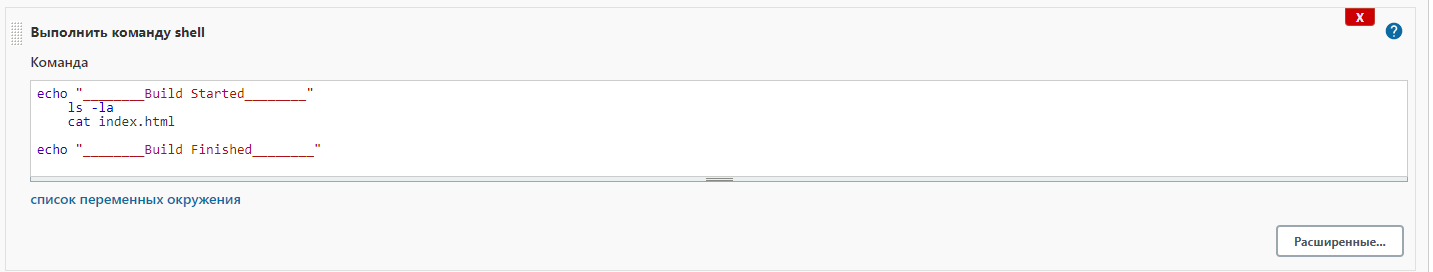 X
Выполнить команду shell
?
Команда
echo "________Build Started________"
    ls -la
    cat index.html
echo "________Build Finished________"
список переменных окружения
Расширенные...